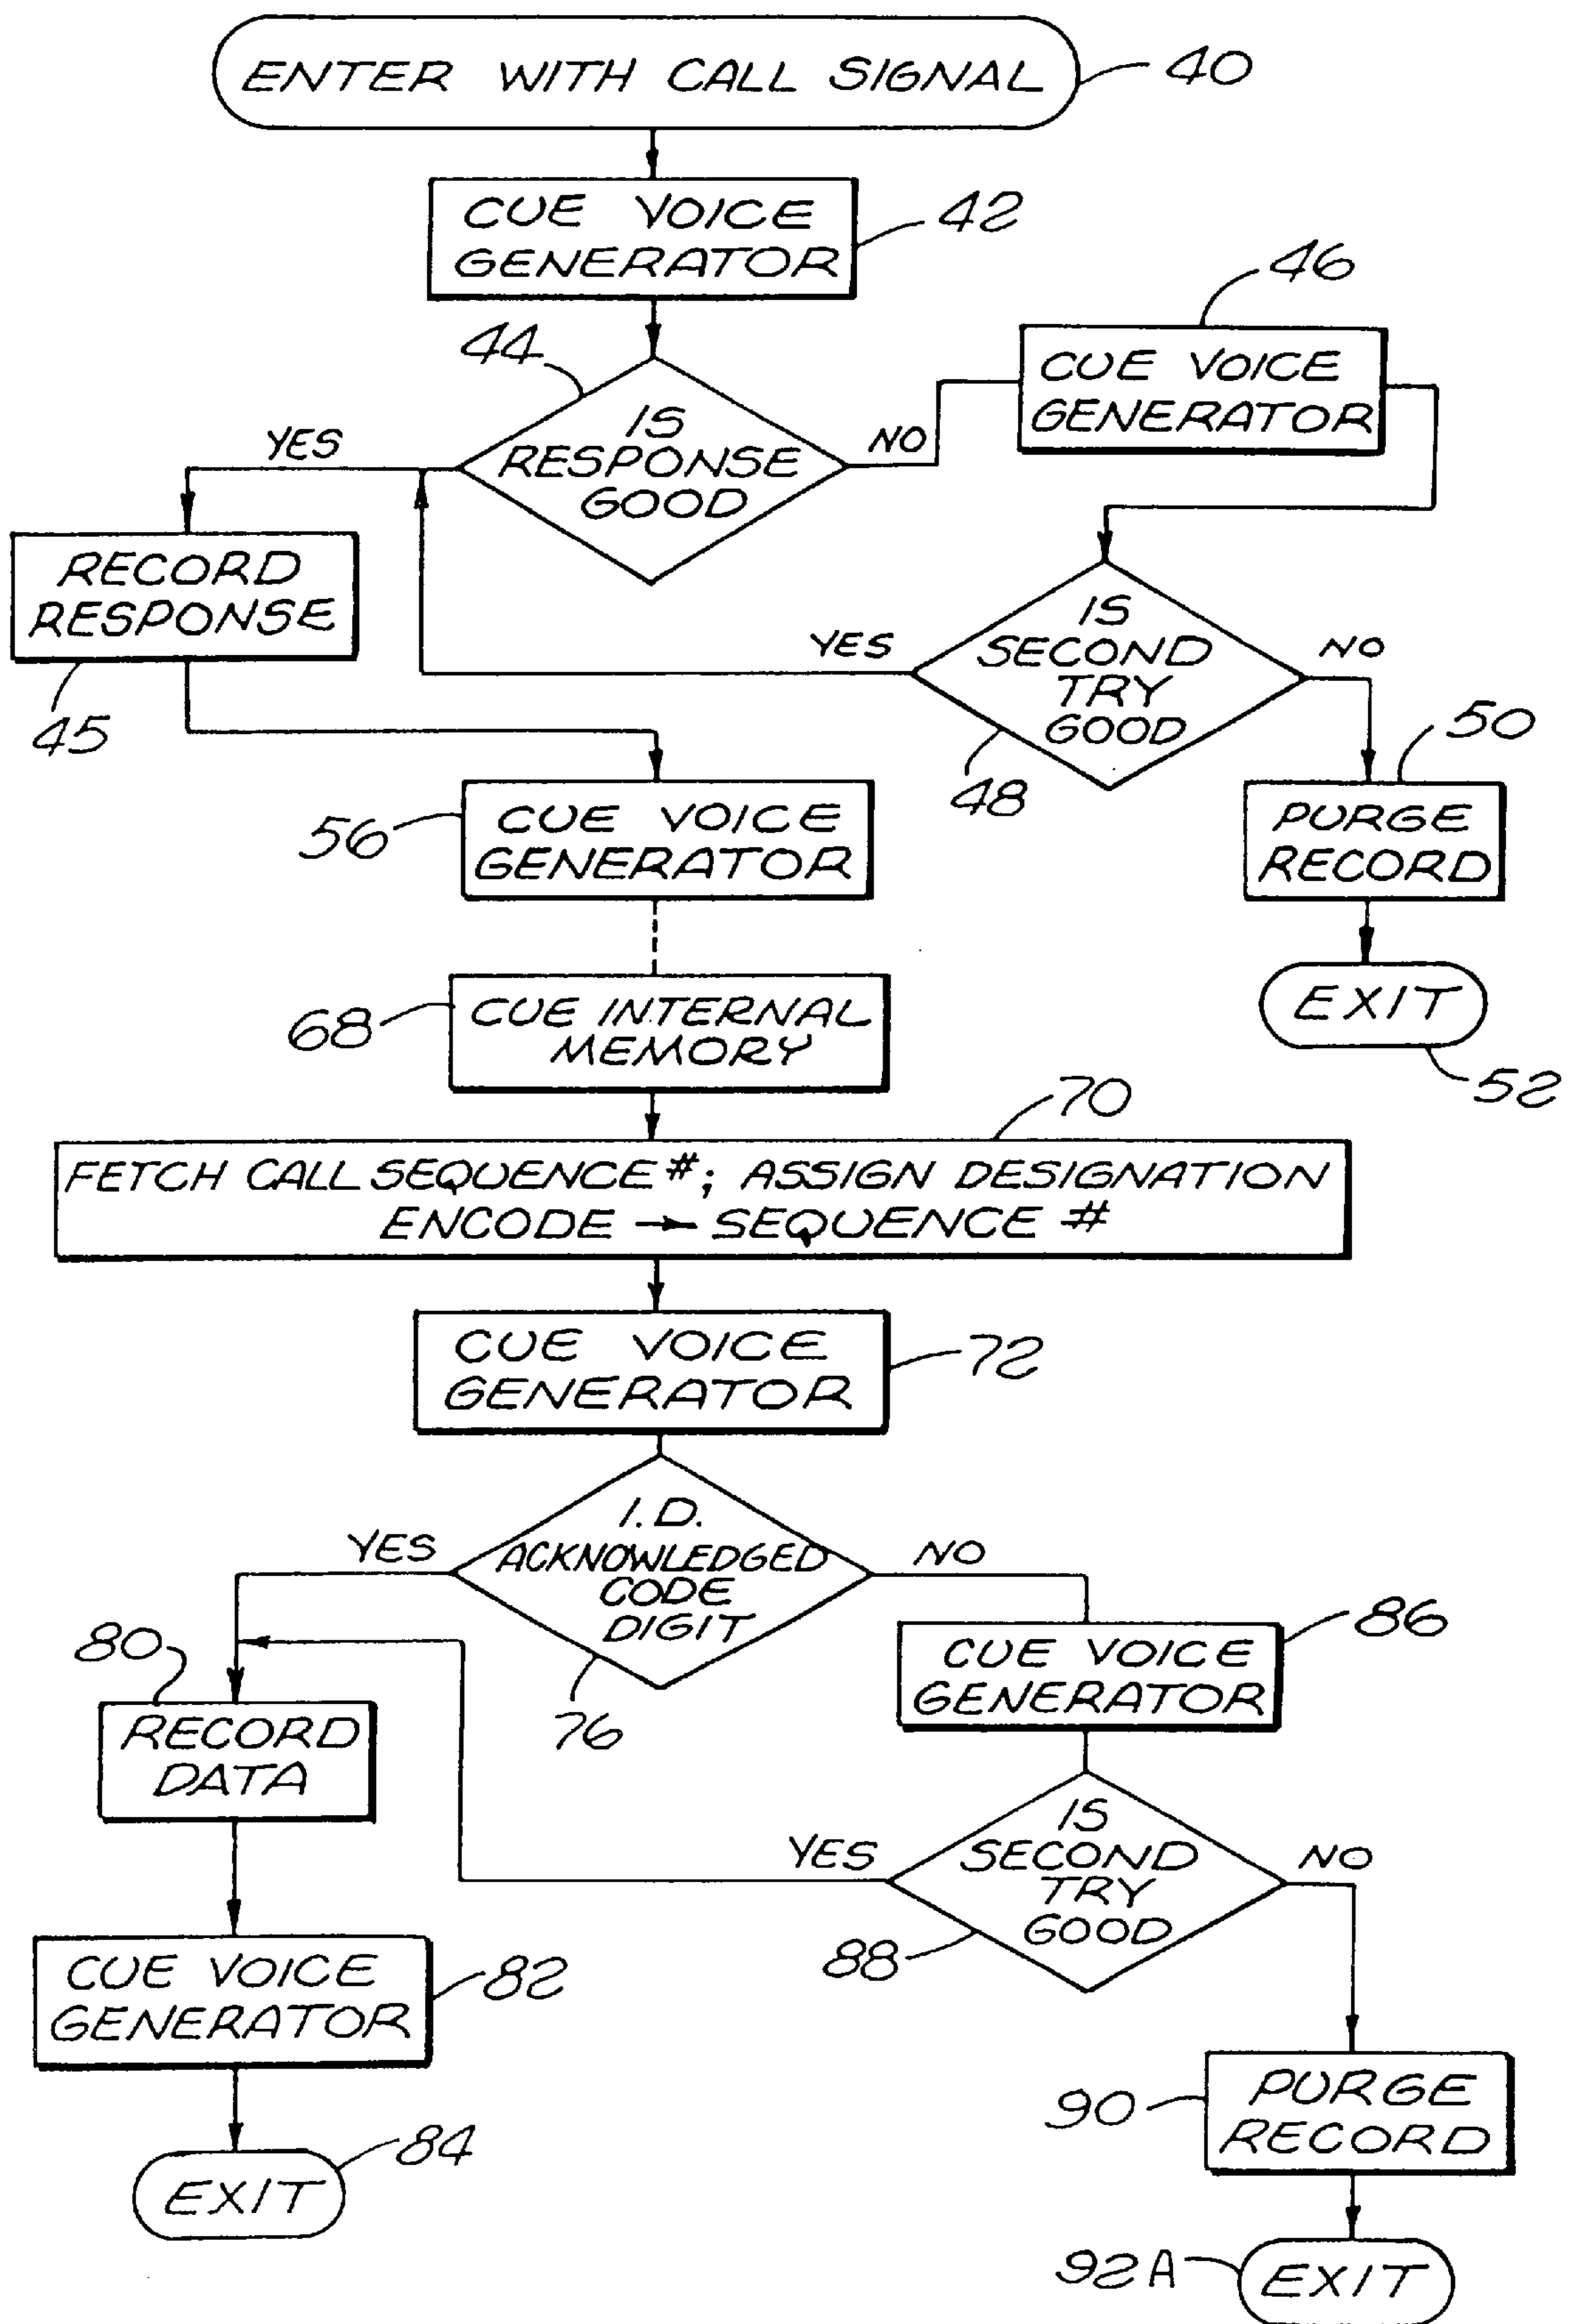 ENTER WITH CALL SIGNAL
40
CUE VOICE
GENERATOR
42
44
IS
RESPONSE
GOOD
YES
NO
46
CUE VOICE
GENERATOR
RECORD
RESPONSE
45
IS
SECOND
TRY
GOOD
YES
NO
48
50
PURGE
RECORD
EXIT
52
56
CUE VOICE
GENERATOR
68
CUE INTERNAL
MEMORY
70
FETCH CALL SEQUENCE #; ASSIGN DESIGNATION
ENCODE → SEQUENCE #
CUE VOICE
GENERATOR
72
I.D.
ACKNOWLEDGED
CODE
DIGIT
YES
NO
76
80
RECORD
DATA
86
CUE VOICE
GENERATOR
IS
SECOND
TRY
GOOD
YES
NO
88
CUE VOICE
GENERATOR
82
EXIT
84
90
PURGE
RECORD
92A
EXIT